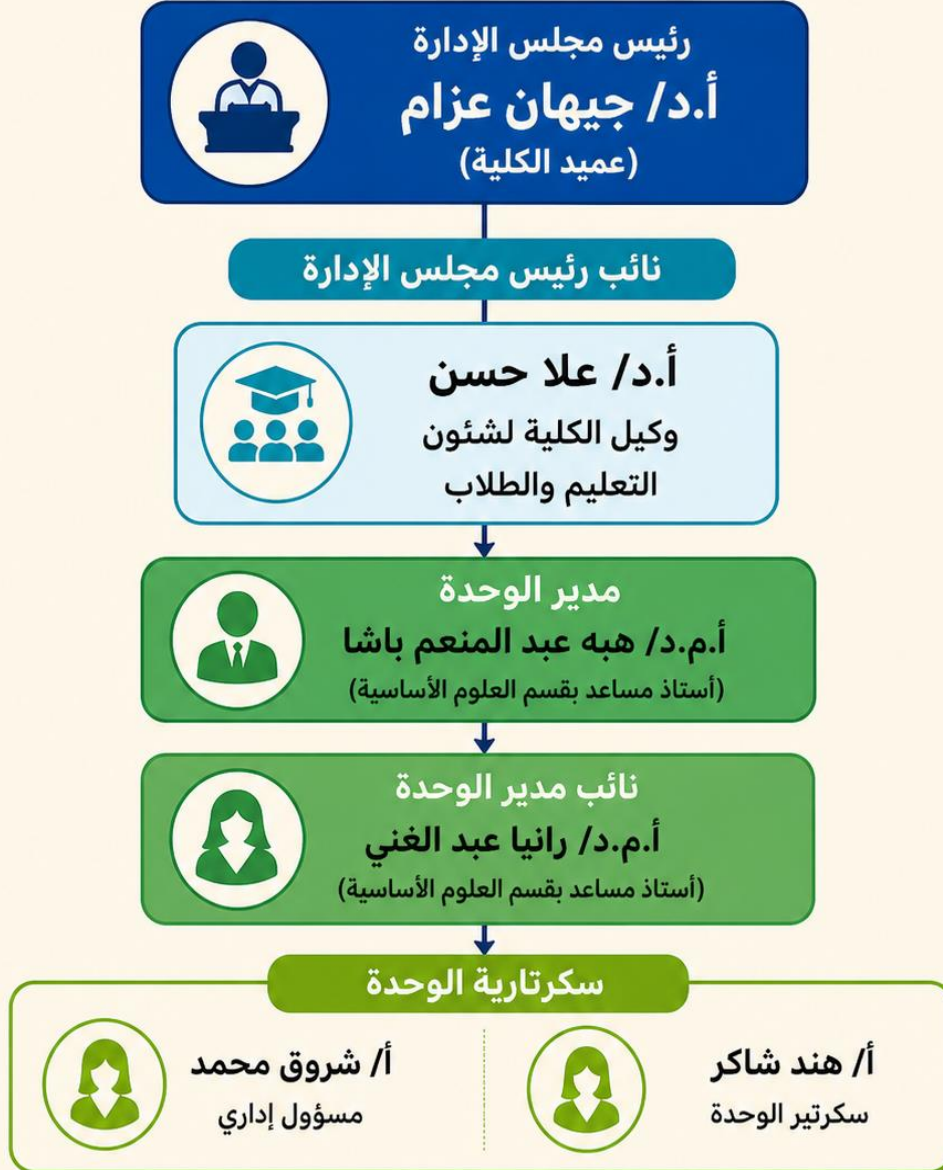 رئيس مجلس الإدارة
أ.د/ جيهان عزام
(عميد الكلية)
نائب رئيس مجلس الإدارة
أ.د/ علا حسن
وكيل الكلية لشئون
التعليم والطلاب
مدير الوحدة
أ.م.د/ هبه عبد المنعم باشا
(أستاذ مساعد بقسم العلوم الأساسية)
نائب مدير الوحدة
أ.م.د/ رانيا عبد الغني
(أستاذ مساعد بقسم العلوم الأساسية)
سكرتارية الوحدة
أ/ هند شاكر
سكرتير الوحدة
أ/ شروق محمد
مسؤول إداري